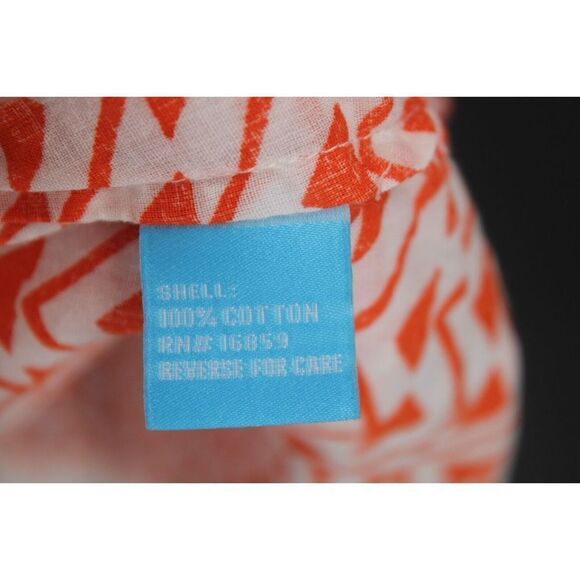 SHELL:
100% COTTON
RN# 16859
REVERSE FOR CARE